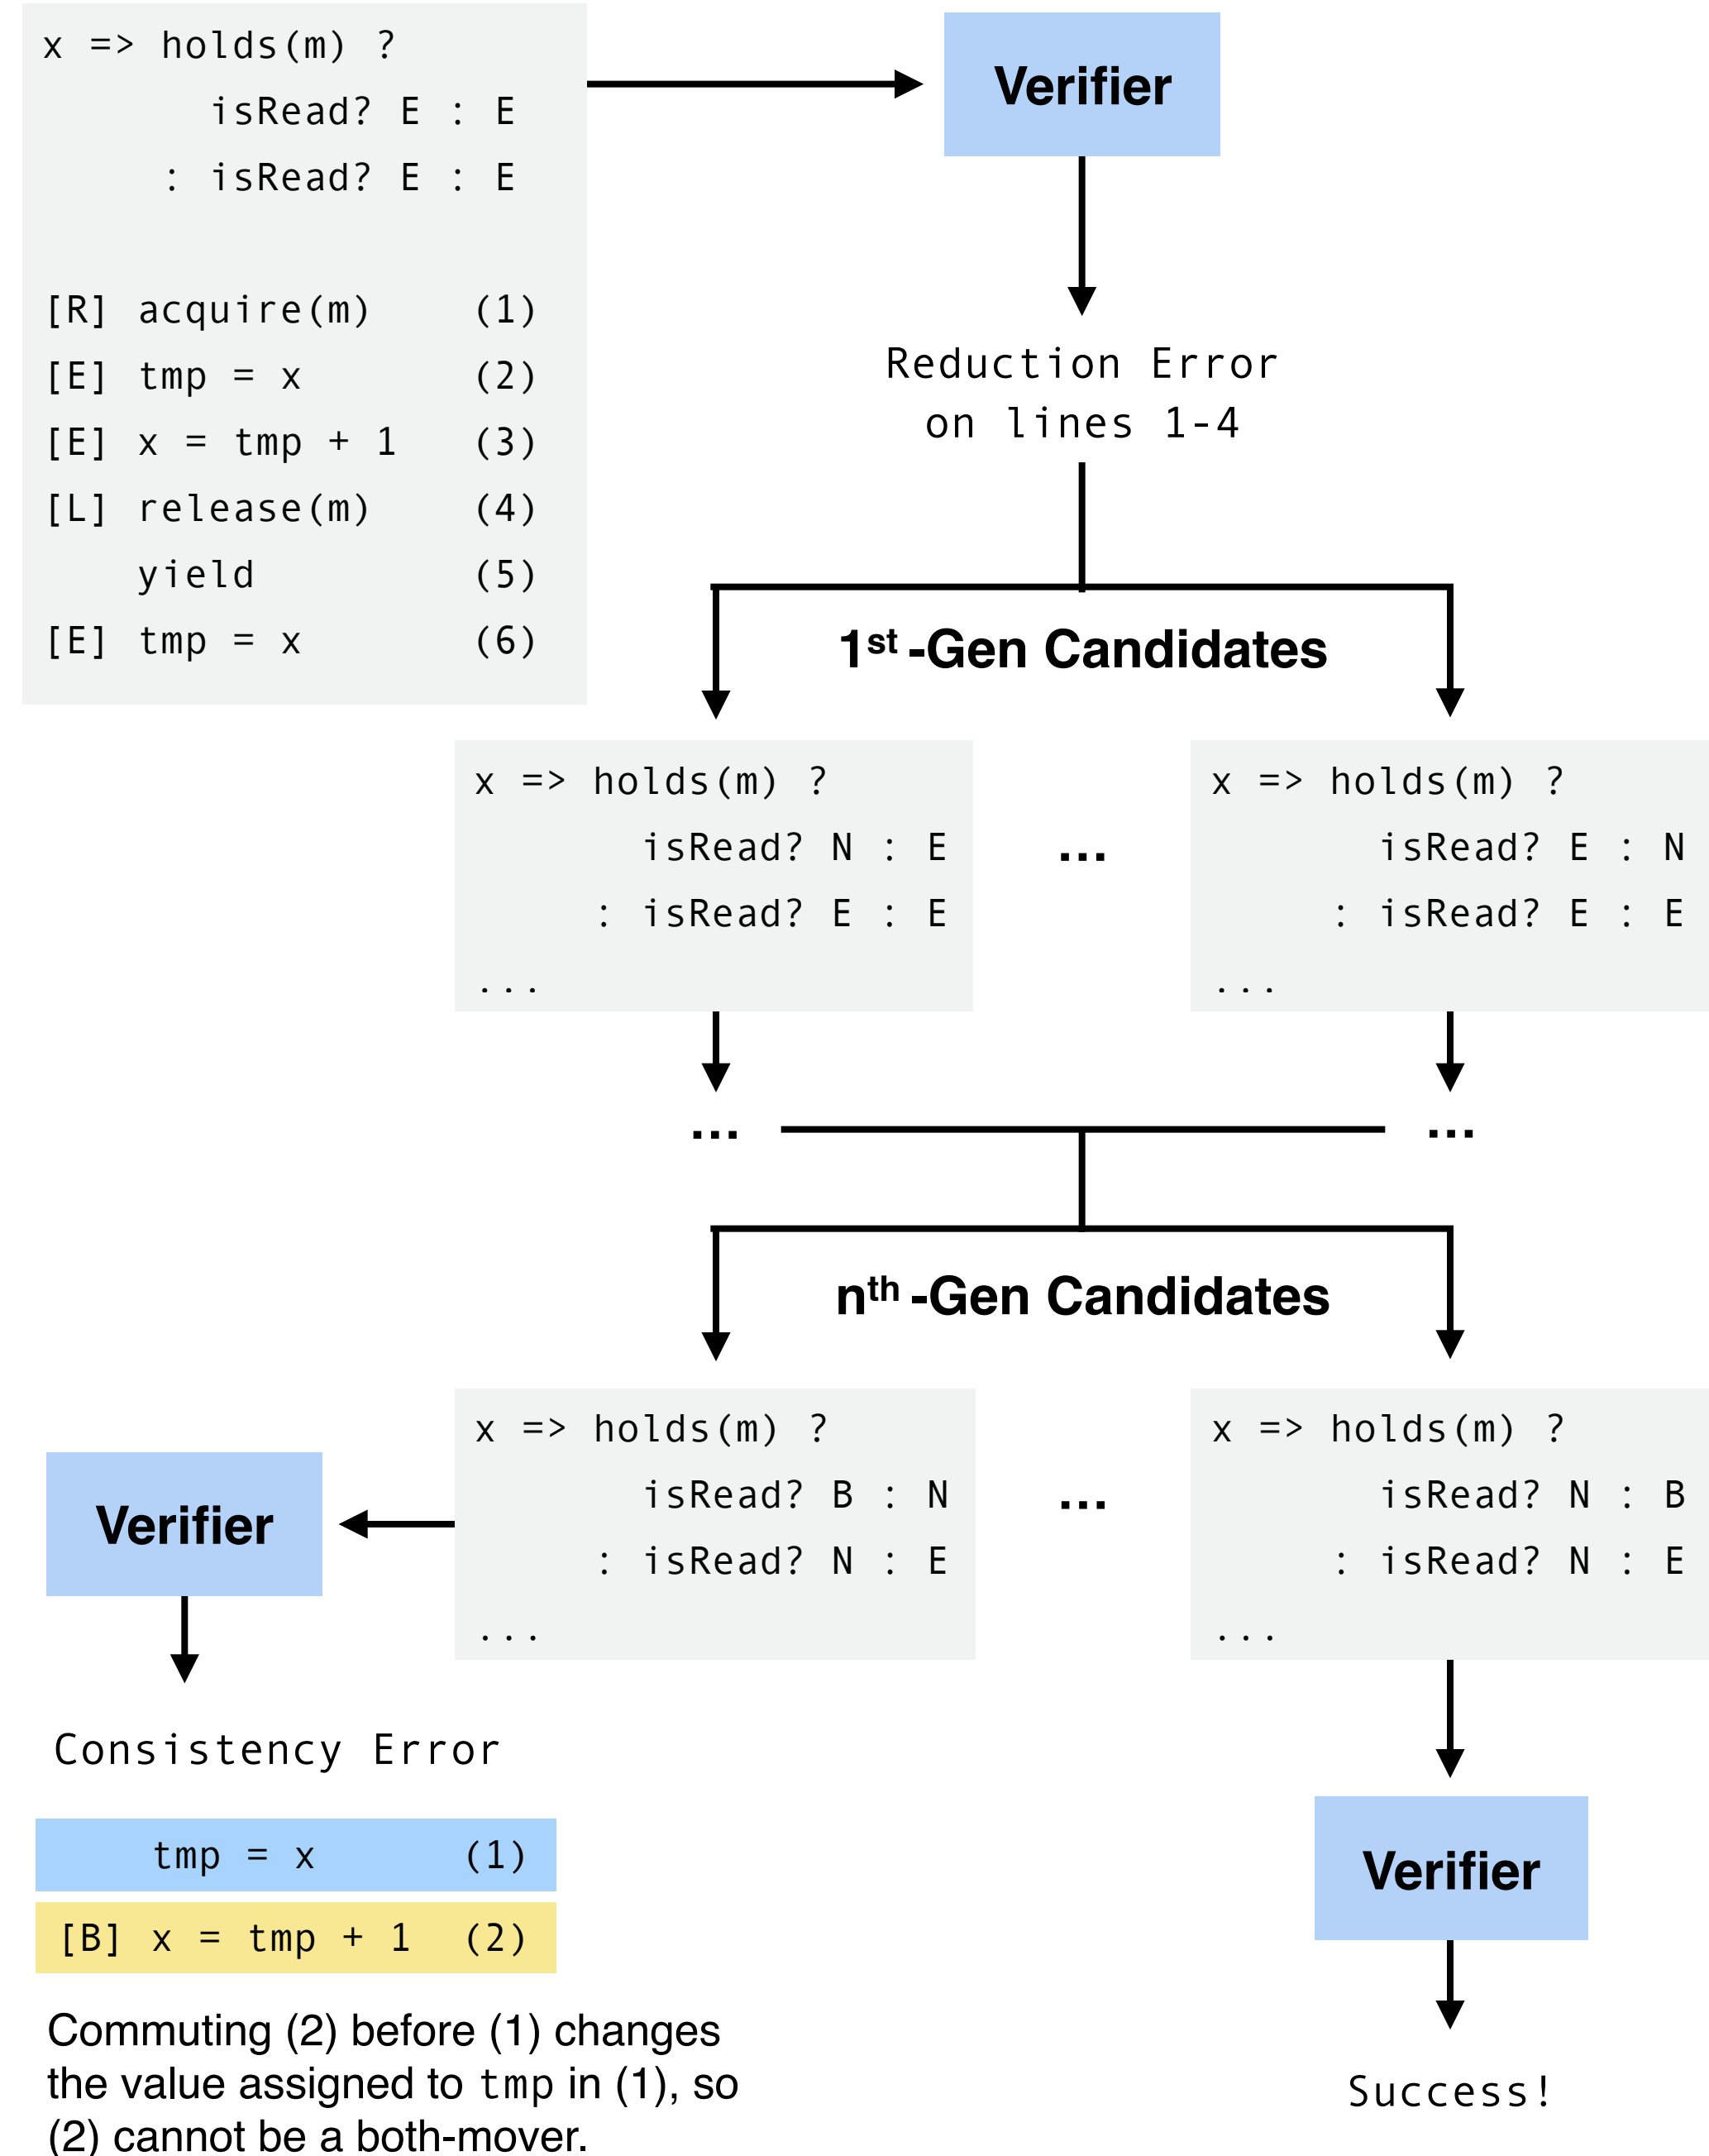 x => holds(m) ?
isRead? E : E
: isRead? E : E
[R] acquire(m) (1)
[E] tmp = x (2)
[E] x = tmp + 1 (3)
[L] release(m) (4)
yield (5)
[E] tmp = x (6)
Verifier
Reduction Error
on lines 1-4
1st -Gen Candidates
x => holds(m) ?
isRead? N : E
: isRead? E : E
...
...
x => holds(m) ?
isRead? E : N
: isRead? E : E
...
...
...
nth -Gen Candidates
x => holds(m) ?
isRead? B : N
: isRead? N : E
...
...
x => holds(m) ?
isRead? N : B
: isRead? N : E
...
Verifier
Consistency Error
tmp = x (1)
[B] x = tmp + 1 (2)
Commuting (2) before (1) changes
the value assigned to tmp in (1), so
(2) cannot be a both-mover.
Verifier
Success!